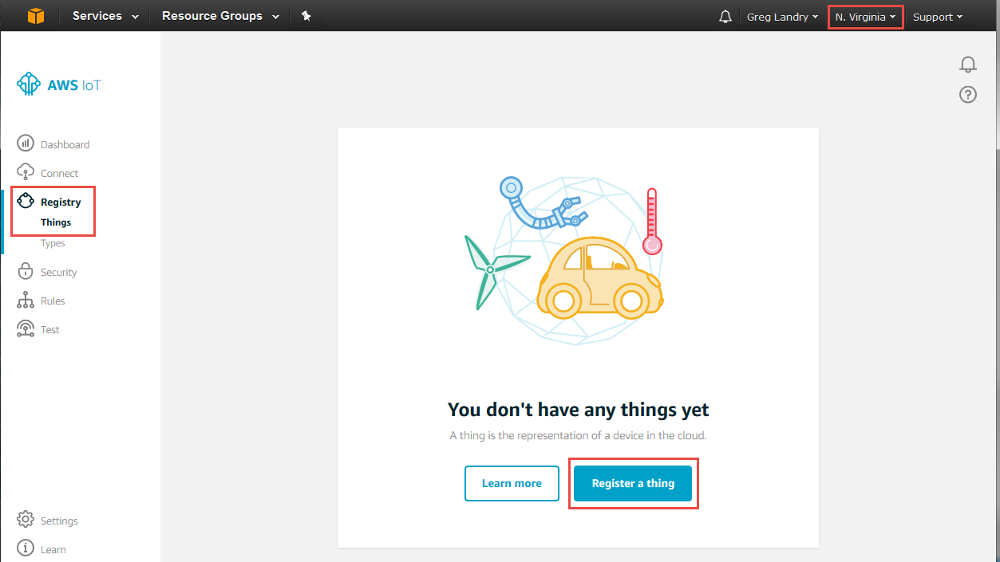 Services Resource Groups Greg Landry N. Virginia Support
AWS IoT
Dashboard
Connect
Registry
Things
Types
Security
Rules
Test
You don't have any things yet
A thing is the representation of a device in the cloud.
Learn more Register a thing
Settings
Learn